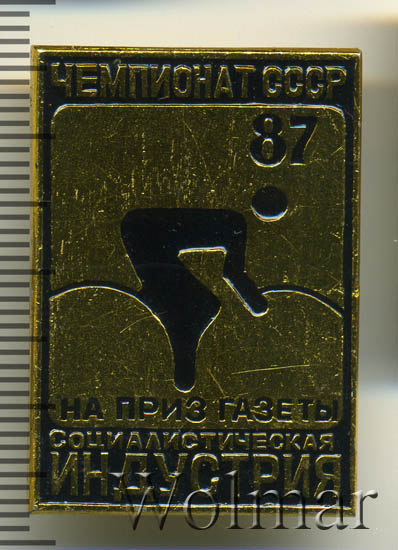 ЧЕМПИОНАТ СССР
87
НА ПРИЗ ГАЗЕТЫ
СОЦИАЛИСТИЧЕСКАЯ
ИНДУСТРИЯ
Wolmar